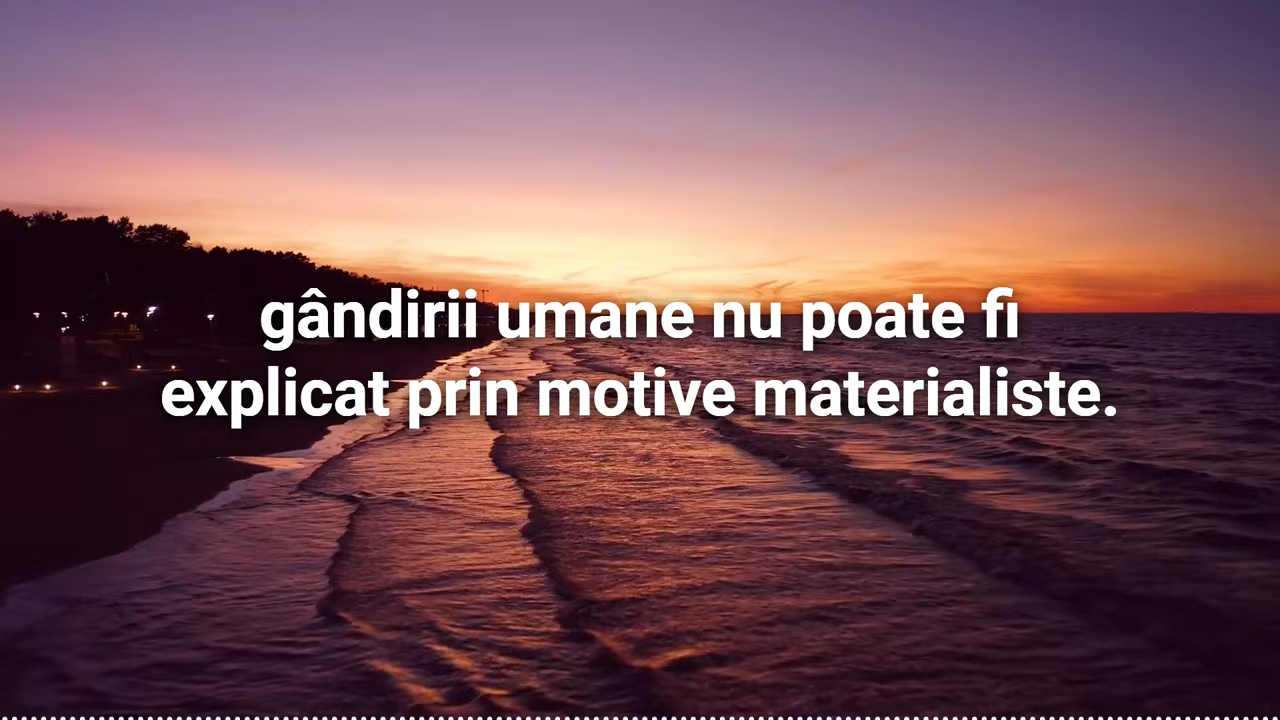 gândirii umane nu poate fi
explicat prin motive materialiste.